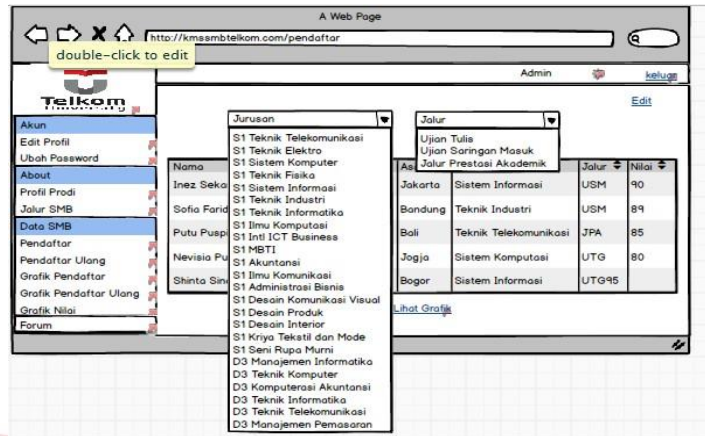 A Web Page
http://kmssmbtelkom.com/pendaftar
double-click to edit
Admin
keluar
Telkom
University
Edit
Akun
Edit Profil
Ubah Password
About
Profil Prodi
Jalur SMB
Data SMB
Pendaftar
Pendaftar Ulang
Grafik Pendaftar
Grafik Pendaftar Ulang
Grafik Nilai
Forum
Jurusan
S1 Teknik Telekomunikasi
S1 Teknik Elektro
S1 Sistem Komputer
S1 Teknik Fisika
S1 Sistem Informasi
S1 Teknik Industri
S1 Teknik Informatika
S1 Ilmu Komputasi
S1 Intl ICT Business
S1 MBTI
S1 Akuntansi
S1 Ilmu Komunikasi
S1 Administrasi Bisnis
S1 Desain Komunikasi Visual
S1 Desain Produk
S1 Desain Interior
S1 Kriya Tekstil dan Mode
S1 Seni Rupa Murni
D3 Manajemen Informatika
D3 Teknik Komputer
D3 Komputerasi Akuntansi
D3 Teknik Informatika
D3 Teknik Telekomunikasi
D3 Manajemen Pemasaran
Jalur
Ujian Tulis
Ujian Saringan Masuk
Jalur Prestasi Akademik
Nama Jalur Nilai
Inez Jakarta Sistem Informasi USM 90
Sofia Farid Bandung Teknik Industri USM 89
Putu Bali Teknik Telekomunikasi JPA 85
Nevisia Jogja Sistem Komputasi UTG 80
Shinta Bogor Sistem Informasi UTG95
Lihat Grafik